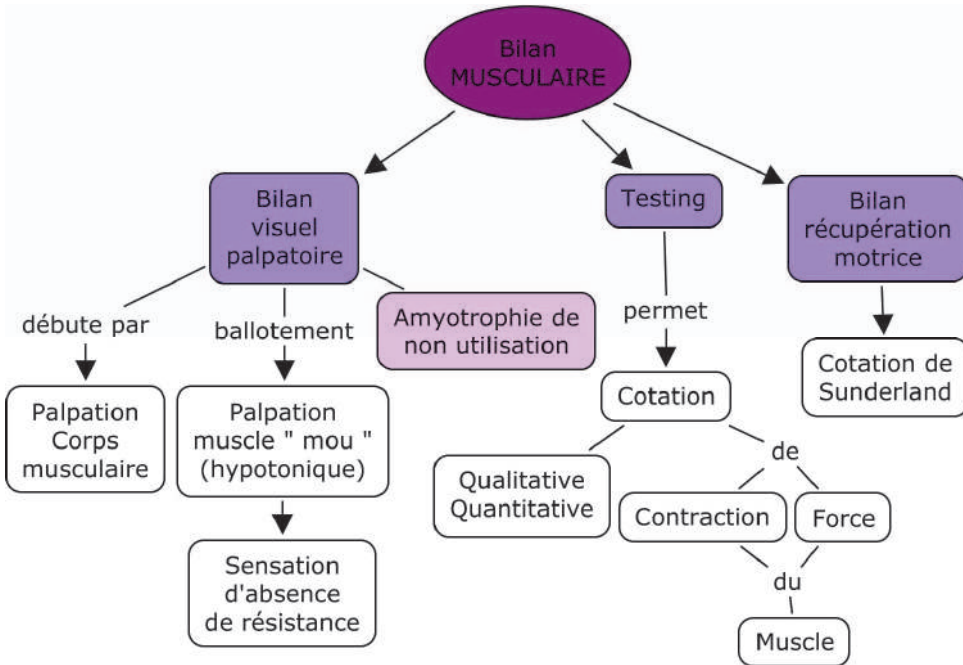 Bilan
MUSCULAIRE
Bilan
visuel
palpatoire
Testing
Bilan
récupération
motrice
débute par
ballotement
Amyotrophie de
non utilisation
permet
Cotation de
Sunderland
Palpation
Corps
musculaire
Palpation
muscle " mou "
(hypotonique)
Cotation
Qualitative
Quantitative
de
Contraction
Force
Sensation
d'absence
de résistance
du
Muscle